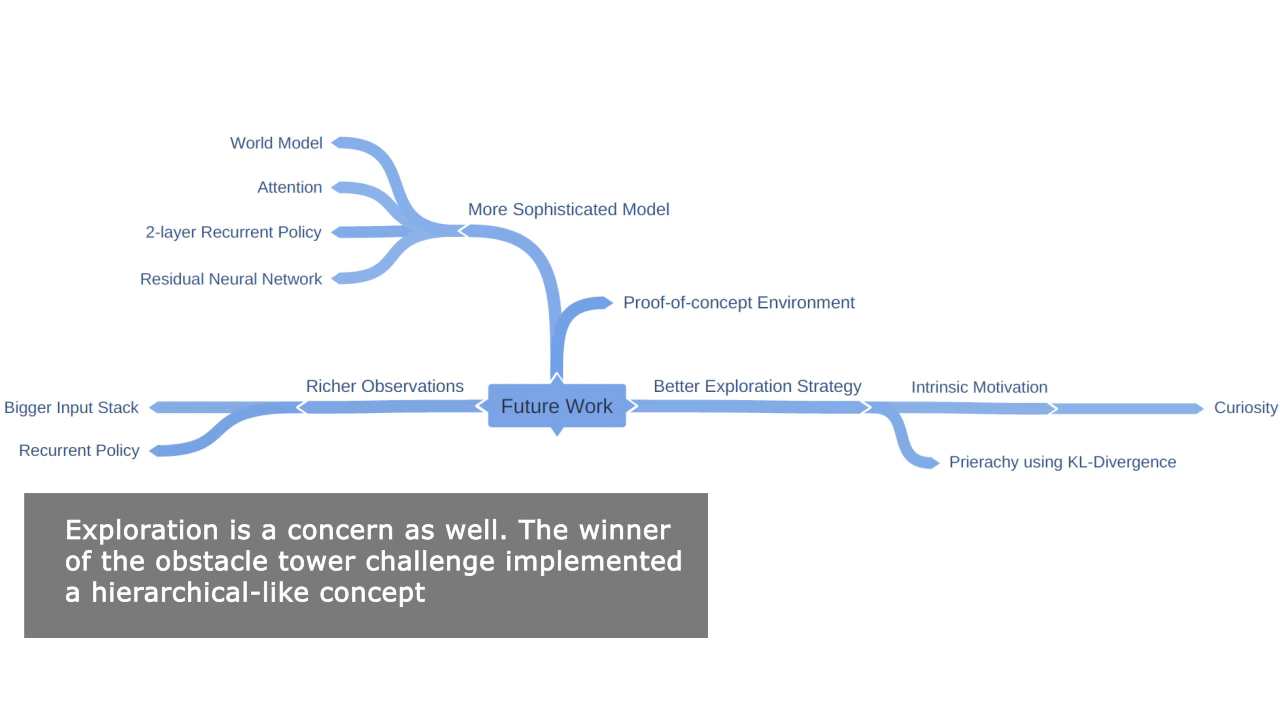 World Model
Attention
More Sophisticated Model
2-layer Recurrent Policy
Residual Neural Network
Proof-of-concept Environment
Richer Observations
Better Exploration Strategy
Intrinsic Motivation
Bigger Input Stack
Future Work
Curiosity
Recurrent Policy
Prierachy using KL-Divergence
Exploration is a concern as well. The winner
of the obstacle tower challenge implemented
a hierarchical-like concept